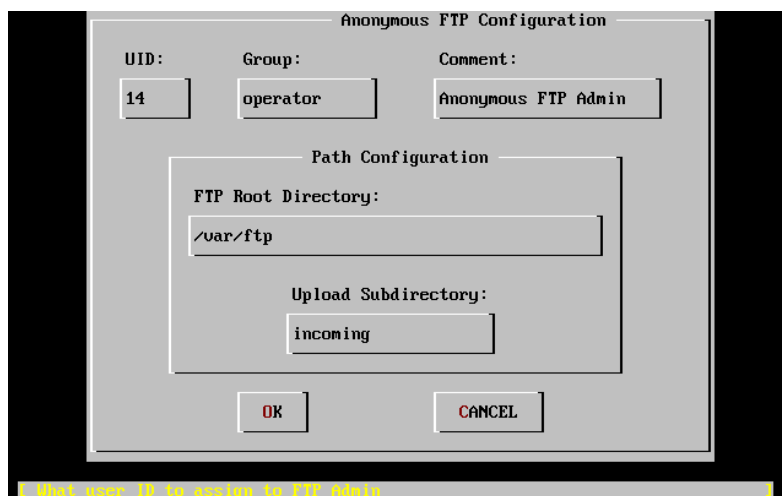 Anonymous FTP Configuration
UID: Group: Comment:
14 operator Anonymous FTP Admin
Path Configuration
FTP Root Directory:
/var/ftp
Upload Subdirectory:
incoming
OK CANCEL
[ What user ID to assign to FTP Admin ]